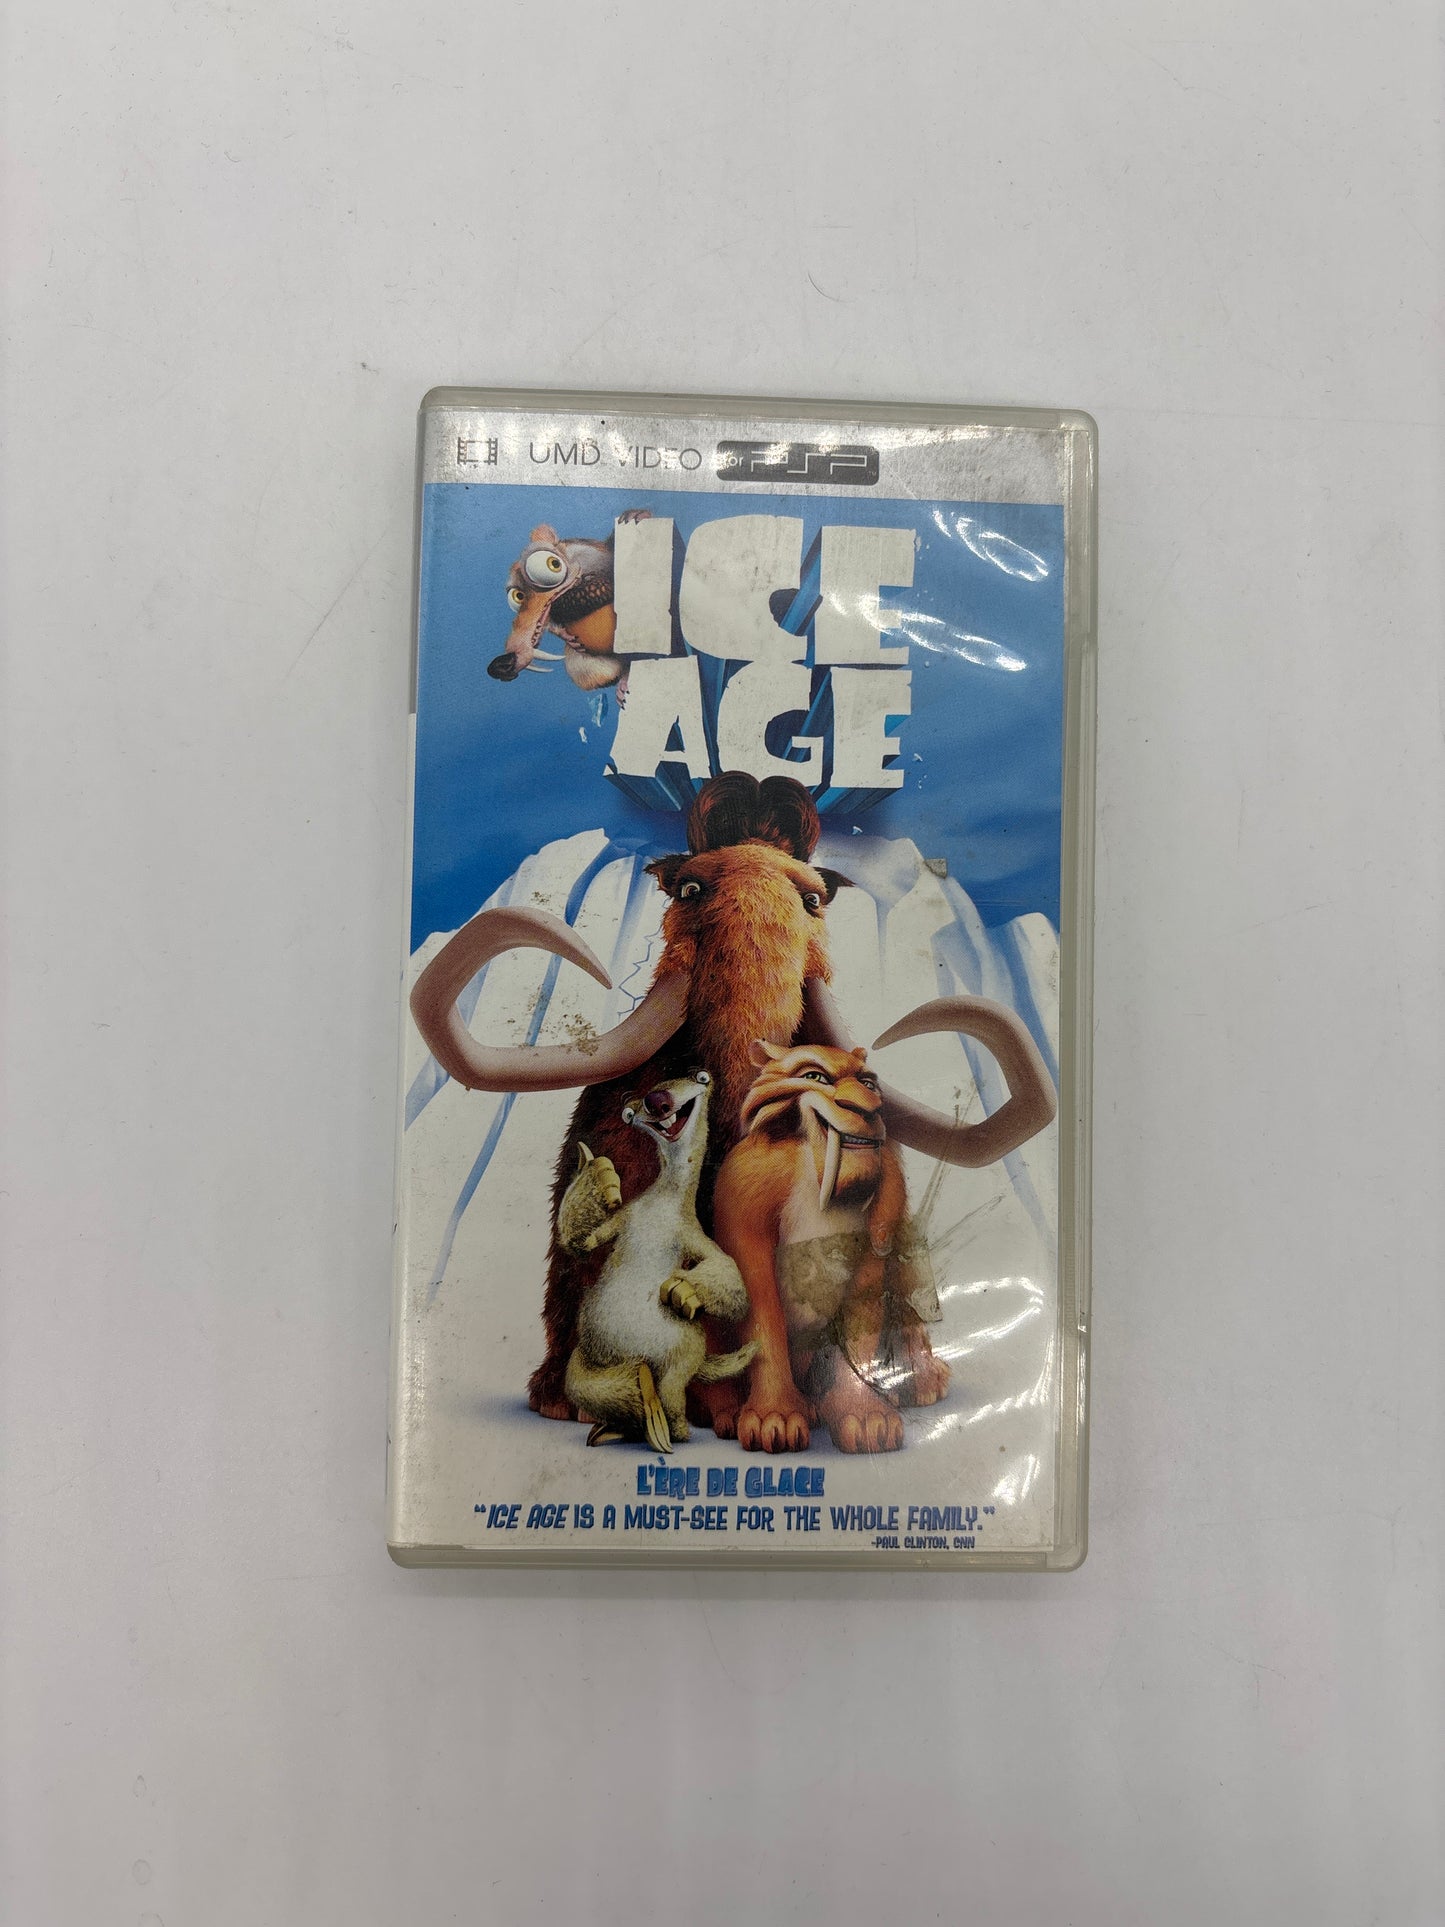 UMD VIDEO for PSP
ICE
AGE
L'ÈRE DE GLACE
"ICE AGE IS A MUST-SEE FOR THE WHOLE FAMILY."
-PAUL CLINTON, CNN